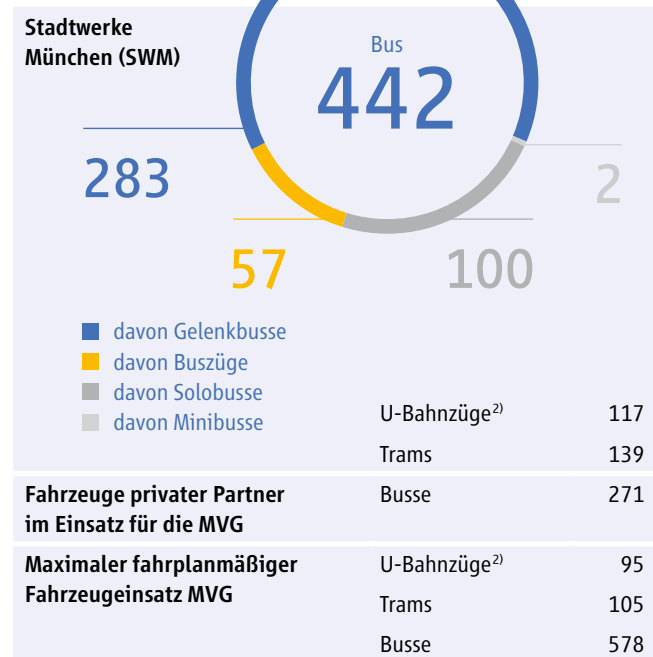 Stadtwerke
München (SWM)
Bus
442
283
2
57
100
davon Gelenkbusse
davon Buszüge
davon Solobusse
davon Minibusse
U-Bahnzüge²⁾ 117
Trams 139
Fahrzeuge privater Partner
im Einsatz für die MVG
Busse 271
Maximaler fahrplanmäßiger
Fahrzeugeinsatz MVG
U-Bahnzüge²⁾ 95
Trams 105
Busse 578